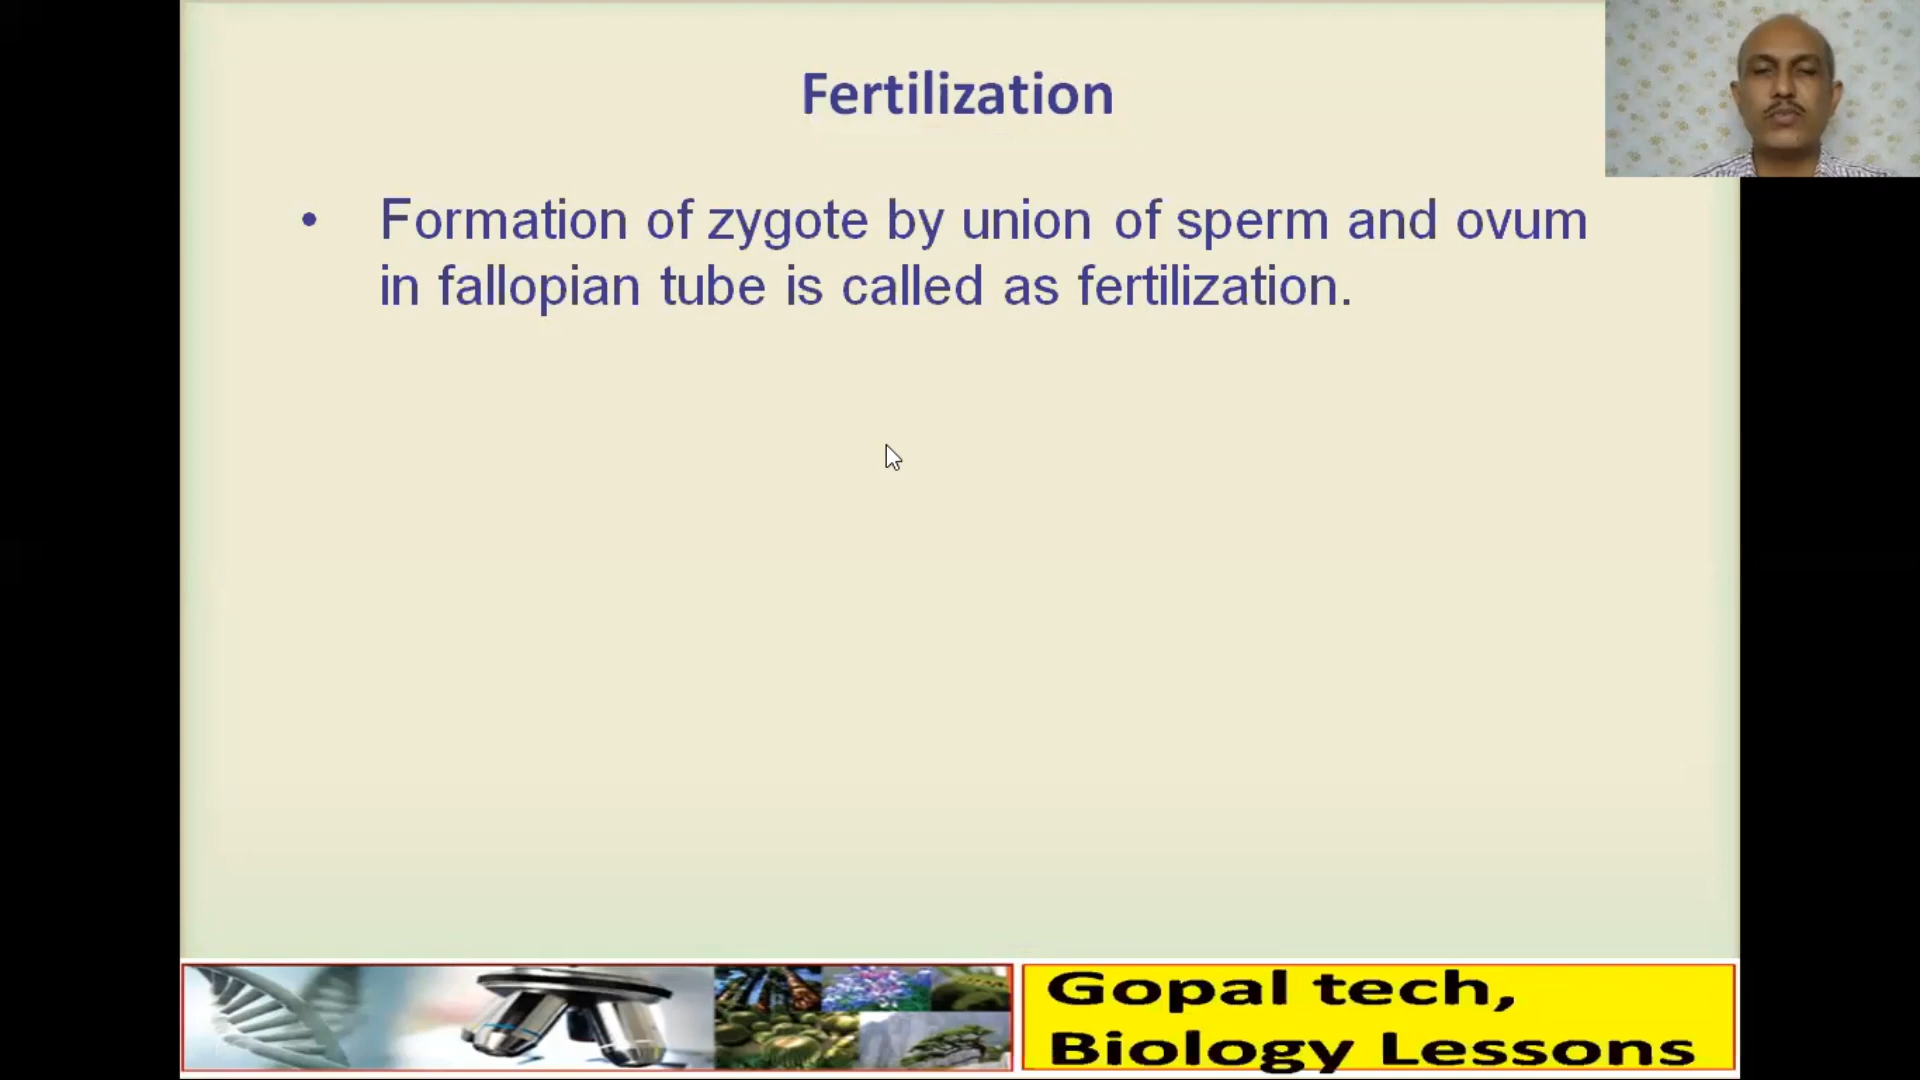 Fertilization
• Formation of zygote by union of sperm and ovum
in fallopian tube is called as fertilization.
Gopal tech,
Biology Lessons